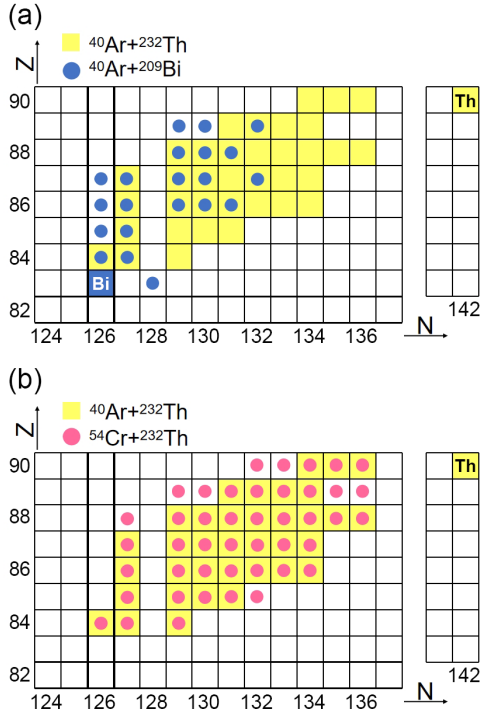 (a)
Z
⁴⁰Ar+²³²Th
⁴⁰Ar+²⁰⁹Bi
90
Th
88
86
84
Bi
82
124 126 128 130 132 134 136 N 142
(b)
Z
⁴⁰Ar+²³²Th
⁵⁴Cr+²³²Th
90
Th
88
86
84
82
124 126 128 130 132 134 136 N 142